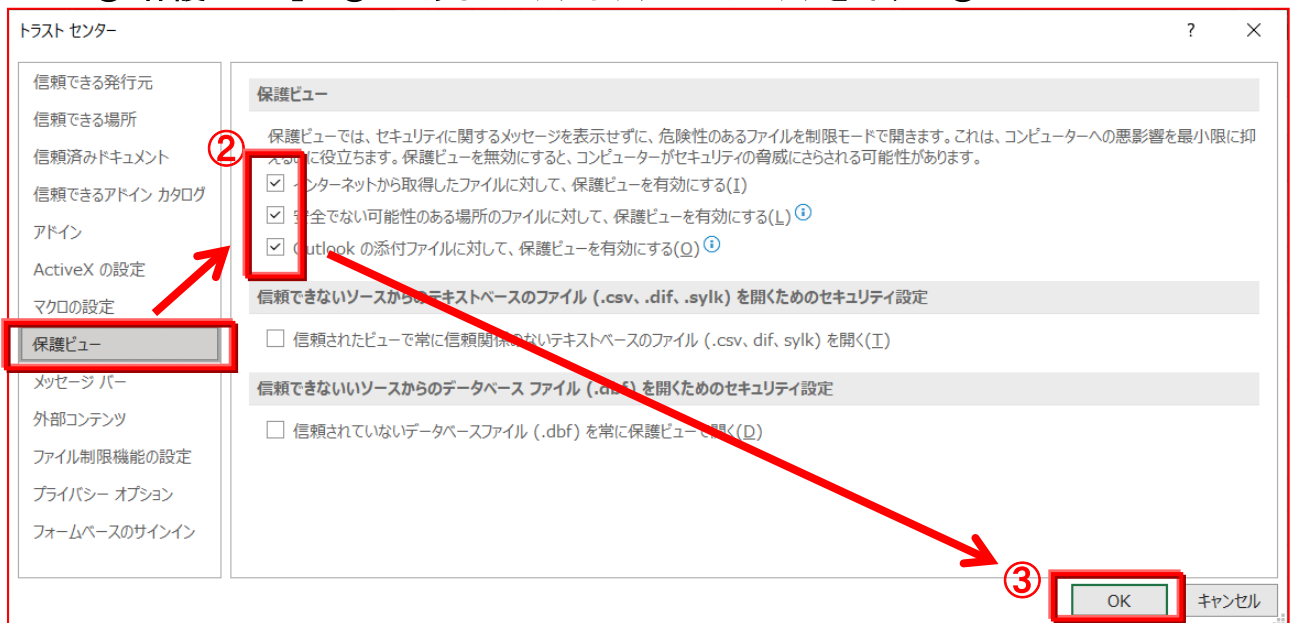 トラスト センター
? ×
信頼できる発行元
信頼できる場所
信頼済みドキュメント
信頼できるアドイン カタログ
アドイン
ActiveX の設定
マクロの設定
保護ビュー
メッセージ バー
外部コンテンツ
ファイル制限機能の設定
プライバシー オプション
フォームベースのサインイン
保護ビュー
保護ビューでは、セキュリティに関するメッセージを表示せずに、危険性のあるファイルを制限モードで開きます。これは、コンピューターへの悪影響を最小限に抑
えるのに役立ちます。保護ビューを無効にすると、コンピューターがセキュリティの脅威にさらされる可能性があります。
②
インターネットから取得したファイルに対して、保護ビューを有効にする(I)
安全でない可能性のある場所のファイルに対して、保護ビューを有効にする(L)
Outlook の添付ファイルに対して、保護ビューを有効にする(O)
信頼できないソースからのテキストベースのファイル (.csv、.dif、.sylk) を開くためのセキュリティ設定
信頼されたビューで常に信頼関係のないテキストベースのファイル (.csv、dif、sylk) を開く(T)
信頼できないいソースからのデータベース ファイル (.dbf) を開くためのセキュリティ設定
信頼されていないデータベースファイル (.dbf) を常に保護ビューで開く(D)
③
OK キャンセル